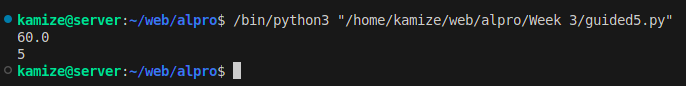 kamize@server:~/web/alpro$ /bin/python3 "/home/kamize/web/alpro/Week 3/guided5.py"
60.0
5
kamize@server:~/web/alpro$